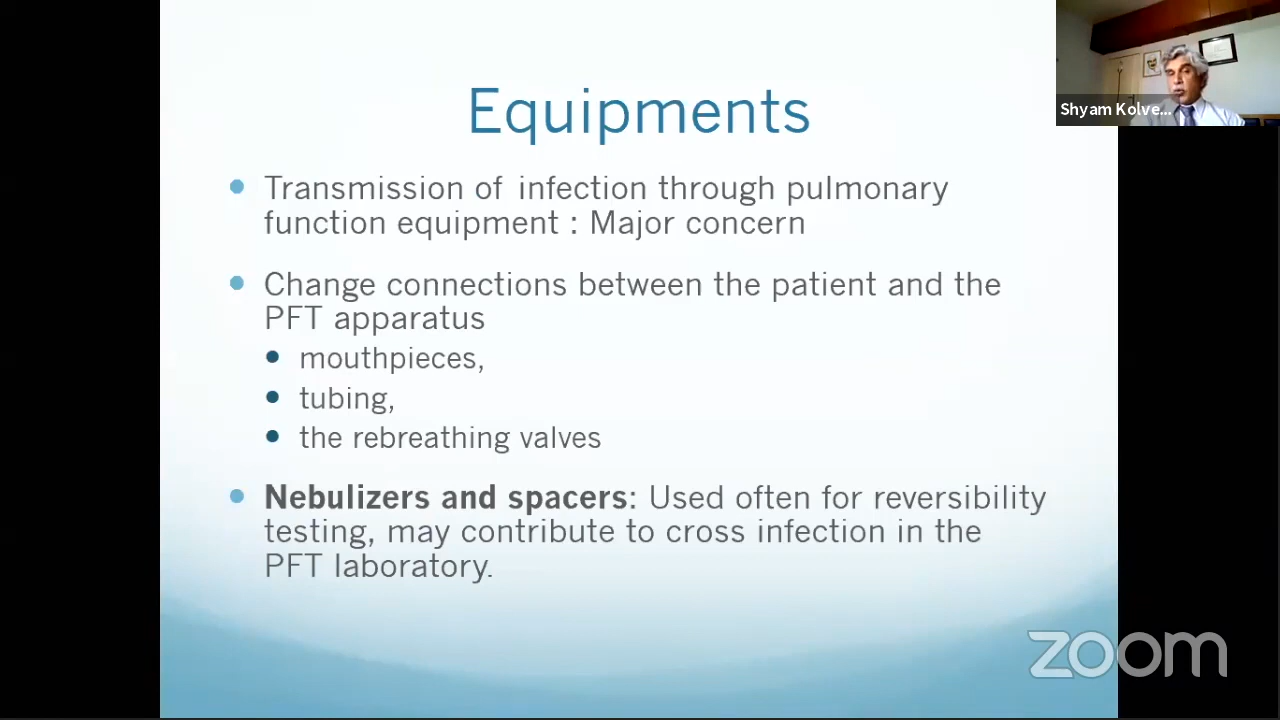 Equipments
Shyam Kolve...
Transmission of infection through pulmonary
function equipment : Major concern
Change connections between the patient and the
PFT apparatus
mouthpieces,
tubing,
the rebreathing valves
Nebulizers and spacers: Used often for reversibility
testing, may contribute to cross infection in the
PFT laboratory.
zoom